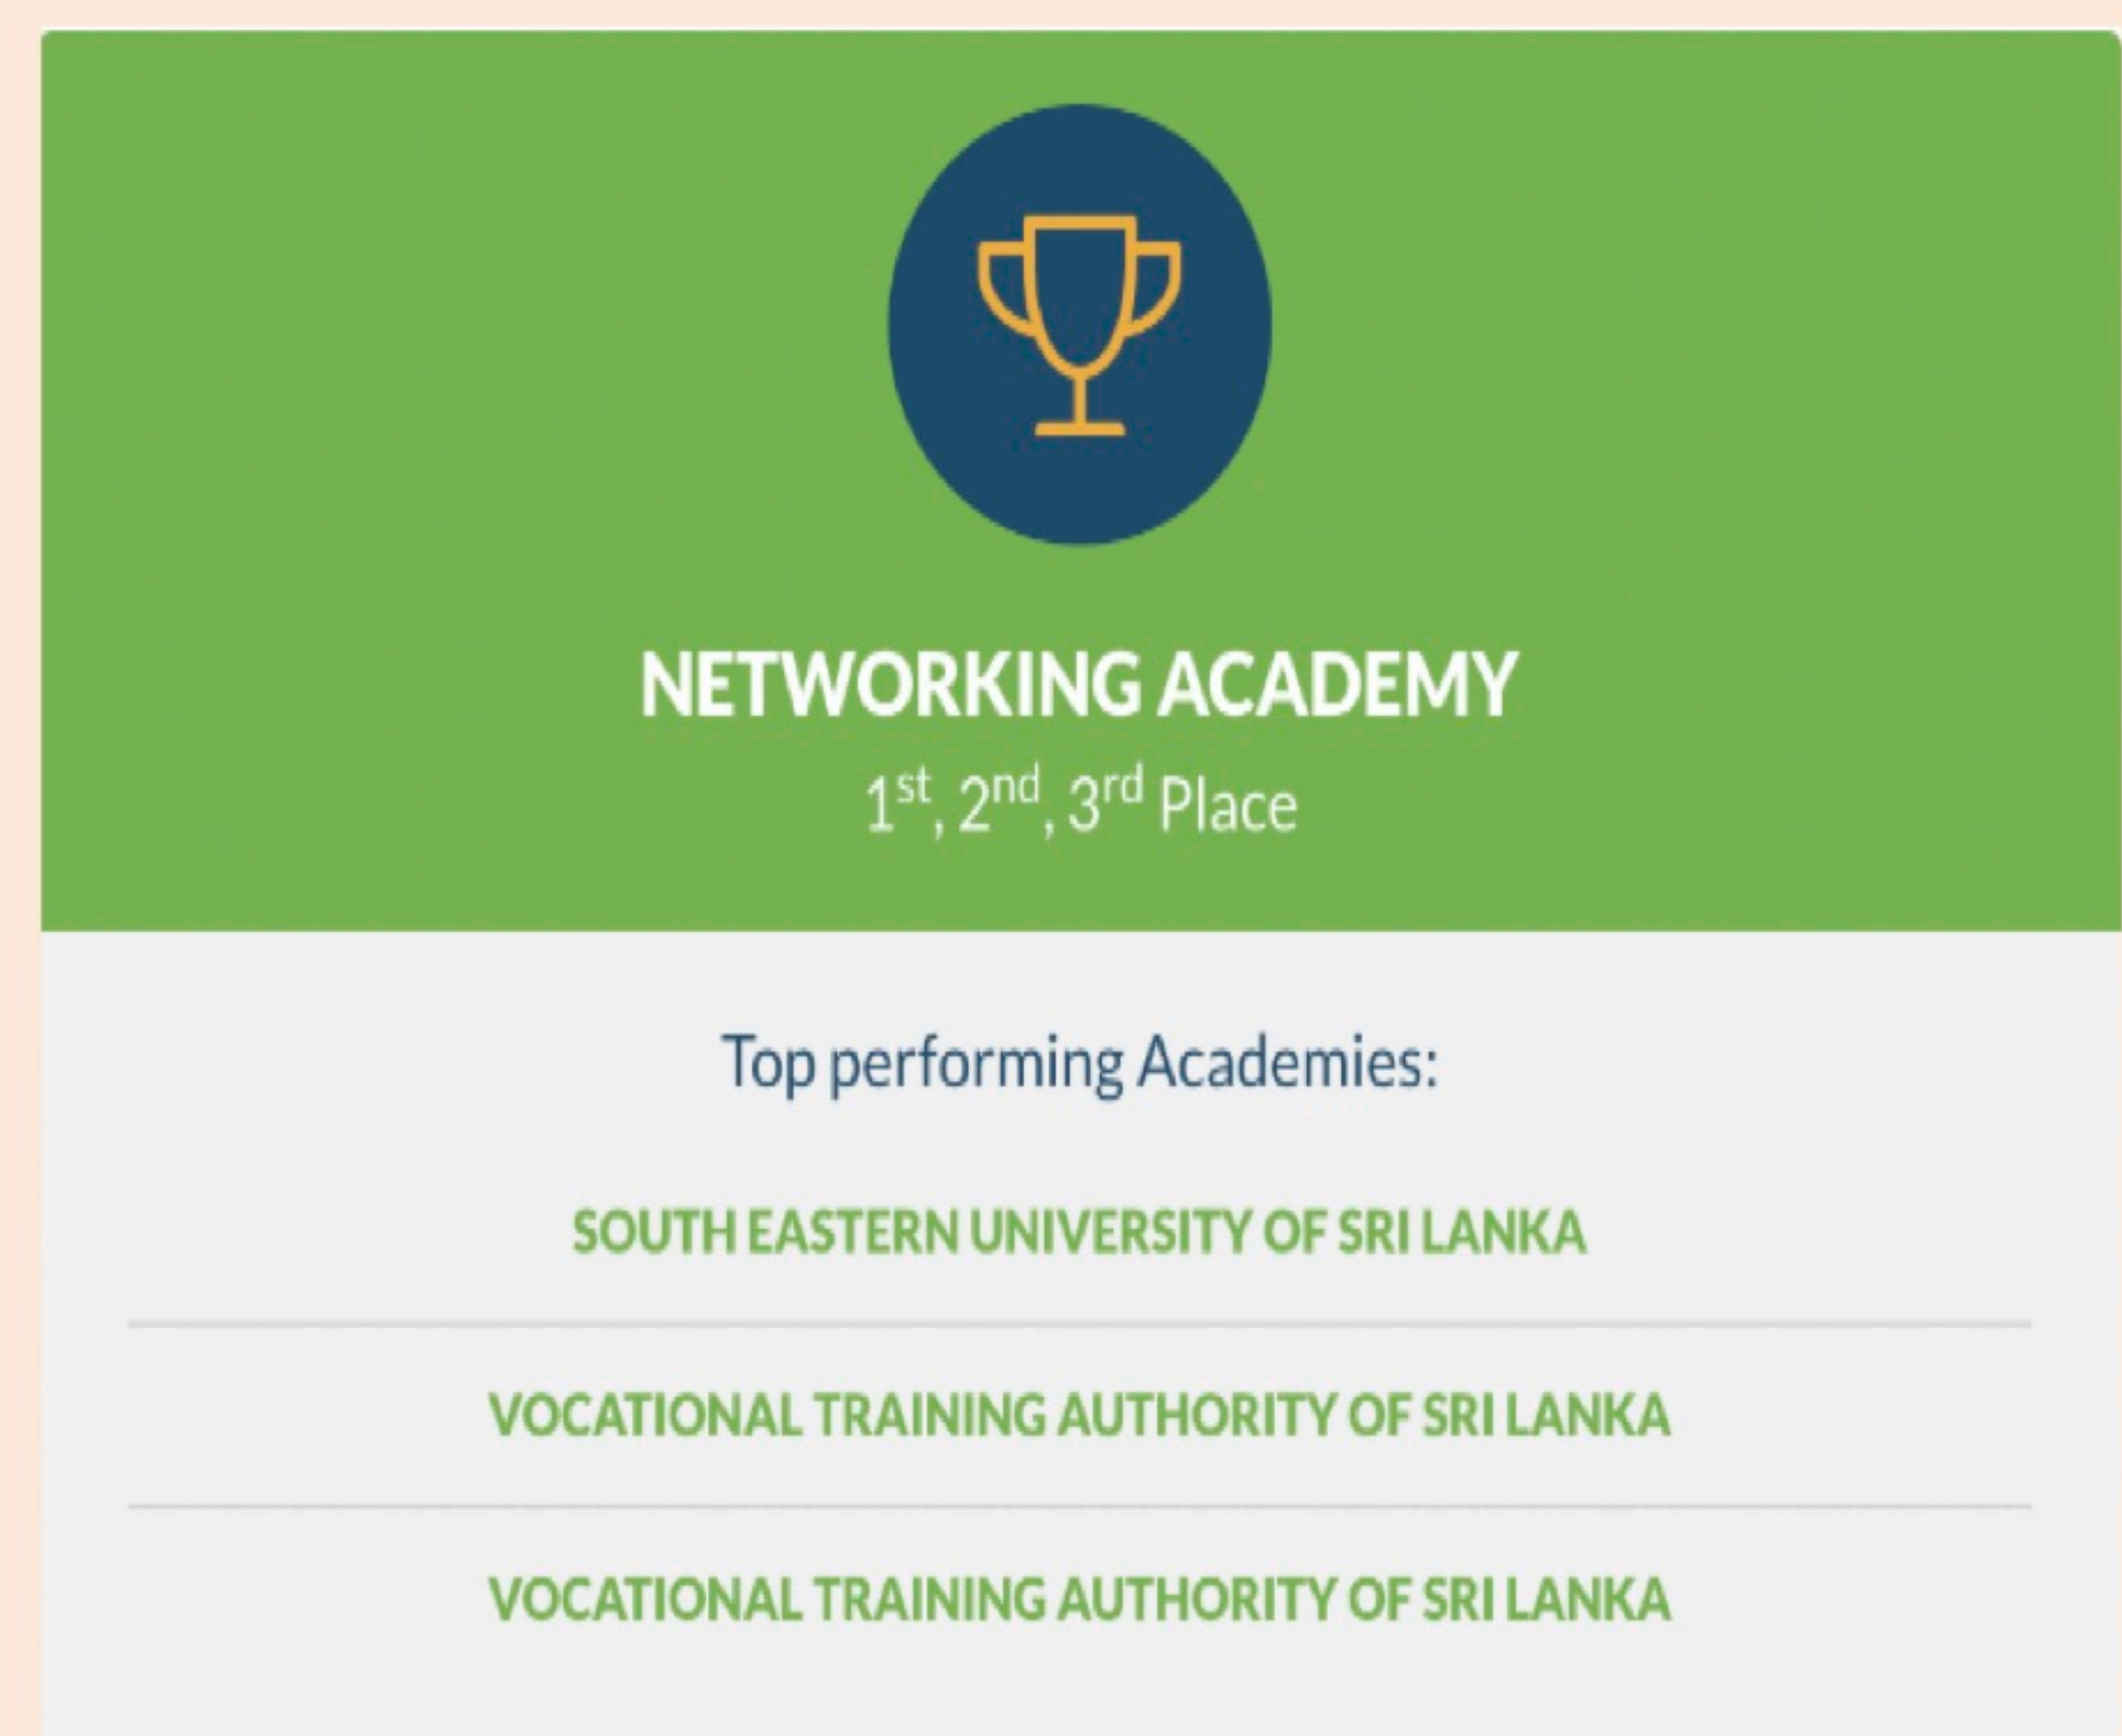 NETWORKING ACADEMY
1st, 2nd, 3rd Place
Top performing Academies:
SOUTH EASTERN UNIVERSITY OF SRI LANKA
VOCATIONAL TRAINING AUTHORITY OF SRI LANKA
VOCATIONAL TRAINING AUTHORITY OF SRI LANKA